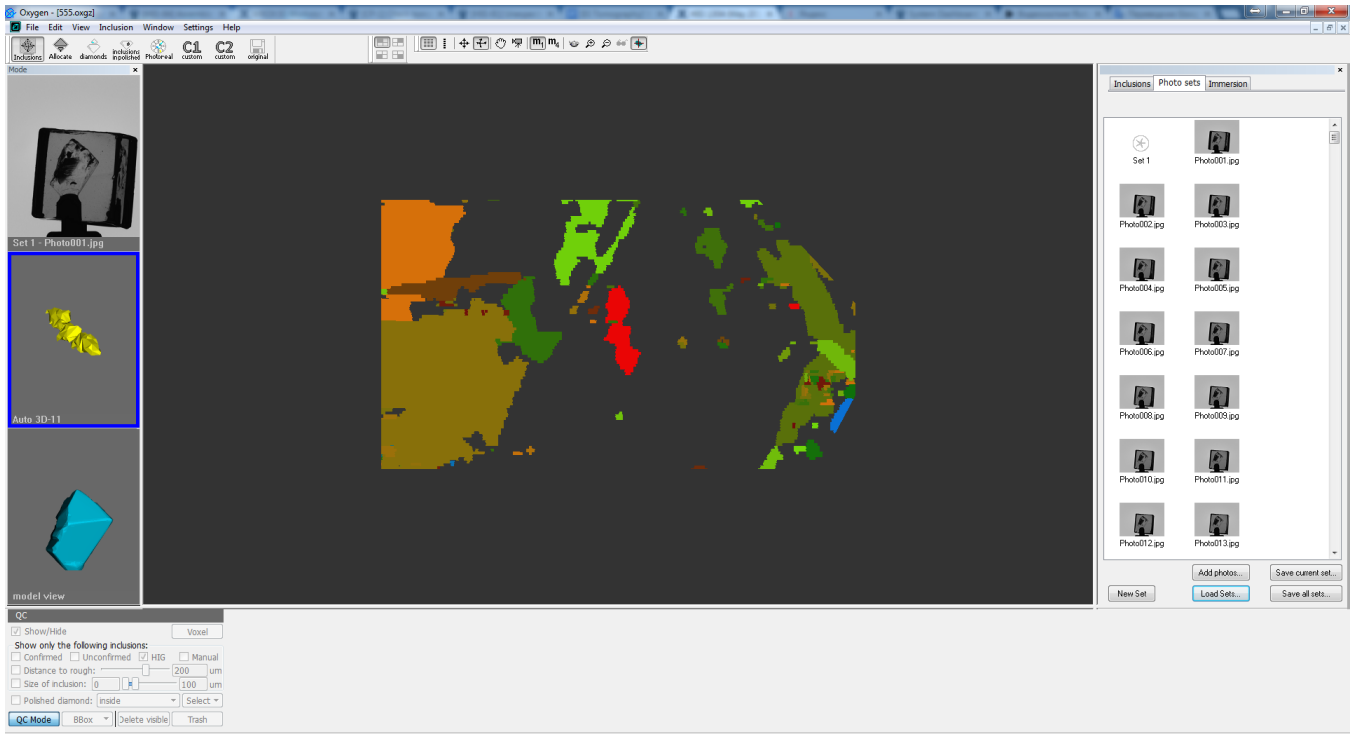 Oxygen - [555.oxgz]
File Edit View Inclusion Window Settings Help
Inclusions Allocate diamonds inclusions inpolished Photoreal C1 custom C2 custom original
m1 m4
Mode
Set 1 - Photo001.jpg
Auto 3D-11
model view
Inclusions Photo sets Immersion
Set 1 Photo001.jpg
Photo002.jpg Photo003.jpg
Photo004.jpg Photo005.jpg
Photo006.jpg Photo007.jpg
Photo008.jpg Photo009.jpg
Photo010.jpg Photo011.jpg
Photo012.jpg Photo013.jpg
Add photos... Save current set...
New Set Load Sets... Save all sets...
QC
Show/Hide Voxel
Show only the following inclusions:
Confirmed Unconfirmed HIG Manual
Distance to rough: 200 um
Size of inclusion: 0 100 um
Polished diamond: inside Select
QC Mode BBox Delete visible Trash